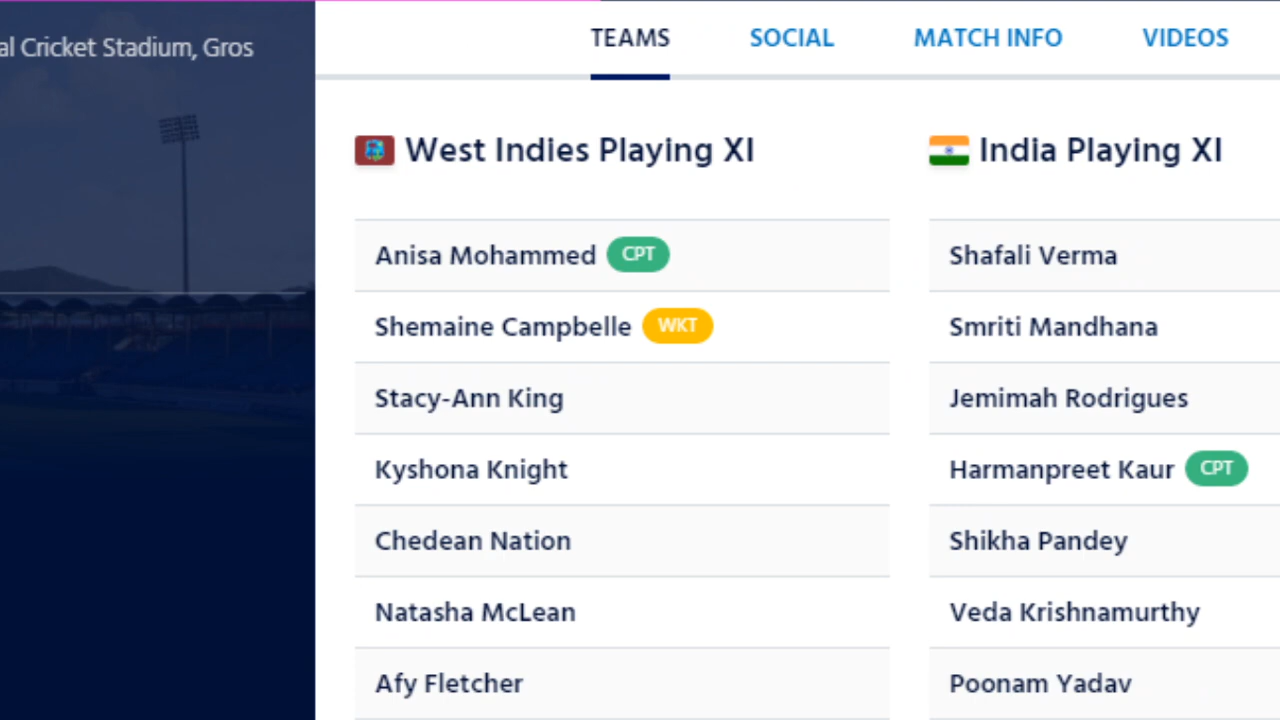 al Cricket Stadium, Gros
TEAMS SOCIAL MATCH INFO VIDEOS
West Indies Playing XI
Anisa Mohammed CPT
Shemaine Campbelle WKT
Stacy-Ann King
Kyshona Knight
Chedean Nation
Natasha McLean
Afy Fletcher
India Playing XI
Shafali Verma
Smriti Mandhana
Jemimah Rodrigues
Harmanpreet Kaur CPT
Shikha Pandey
Veda Krishnamurthy
Poonam Yadav